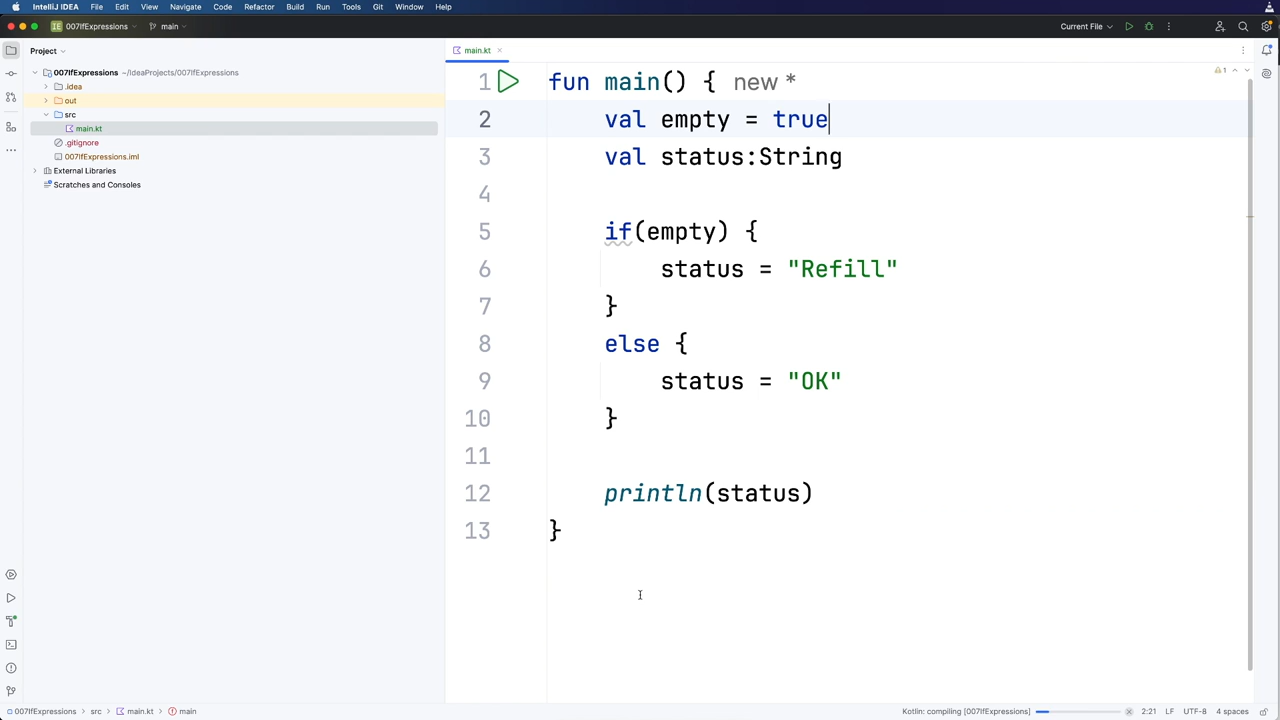 IntelliJ IDEA File Edit View Navigate Code Refactor Build Run Tools Git Window Help
IE 007IfExpressions main Current File
Project main.kt
007IfExpressions ~/IdeaProjects/007IfExpressions
.idea
out
src
main.kt
.gitignore
007IfExpressions.iml
External Libraries
Scratches and Consoles
1
1 fun main() { new *
2 val empty = true
3 val status:String
4
5 if(empty) {
6 status = "Refill"
7 }
8 else {
9 status = "OK"
10 }
11
12 println(status)
13 }
007IfExpressions > src > main.kt > main Kotlin: compiling [007IfExpressions] 2:21 LF UTF-8 4 spaces